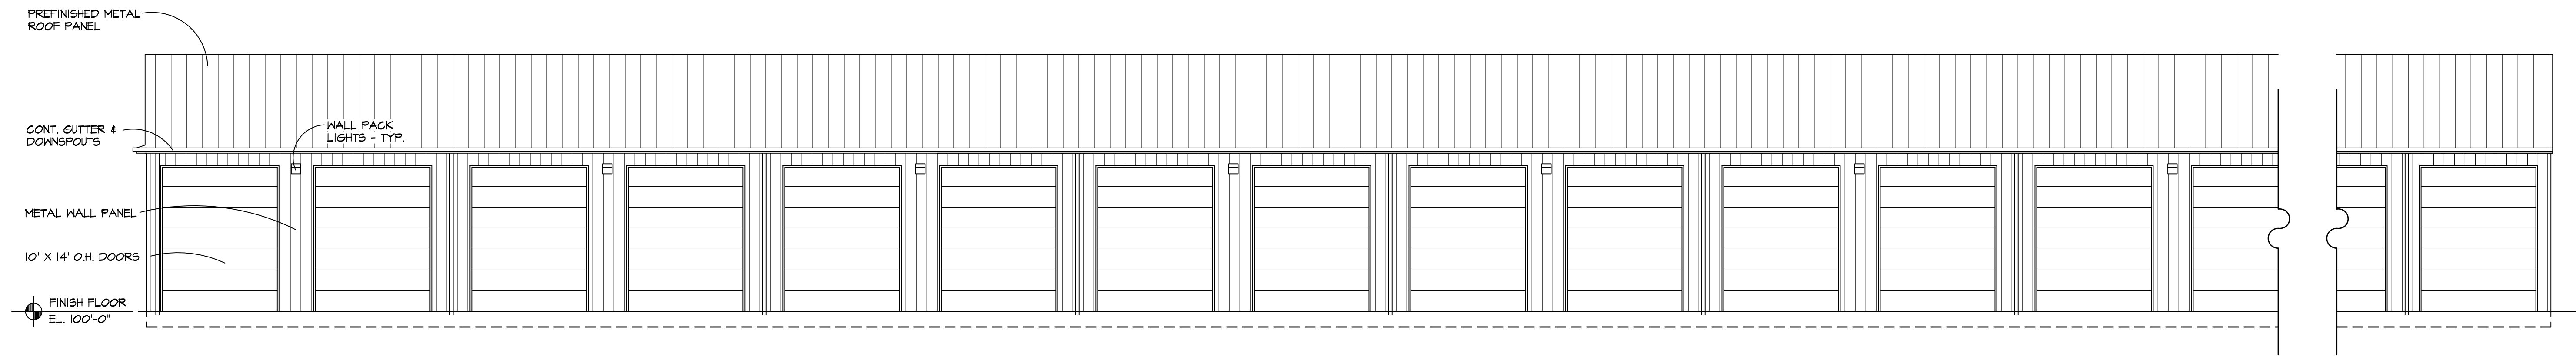 PREFINISHED METAL
ROOF PANEL
CONT. GUTTER &
DOWNSPOUTS
WALL PACK
LIGHTS - TYP.
METAL WALL PANEL
10' X 14' O.H. DOORS
FINISH FLOOR
EL. 100'-0"